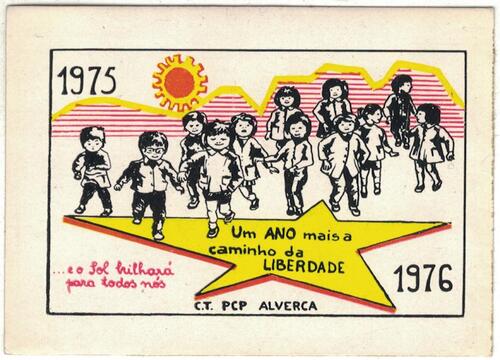 1975
Um ANO mais a
caminho da
LIBERDADE
...e o Sol brilhará
para todos nós
1976
C.T. PCP ALVERCA